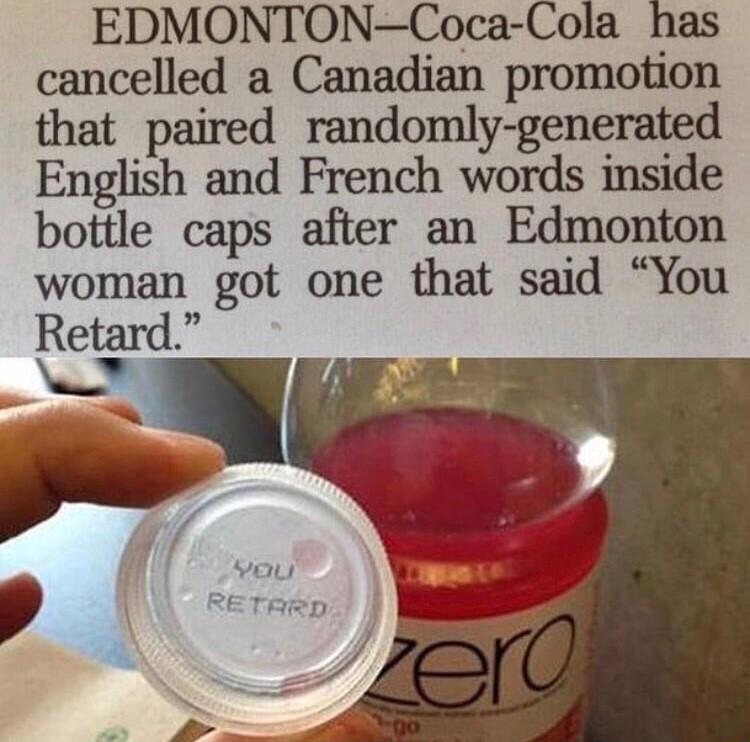 EDMONTON—Coca-Cola has
cancelled a Canadian promotion
that paired randomly-generated
English and French words inside
bottle caps after an Edmonton
woman got one that said “You
Retard.”
YOU
RETARD
zero
-go